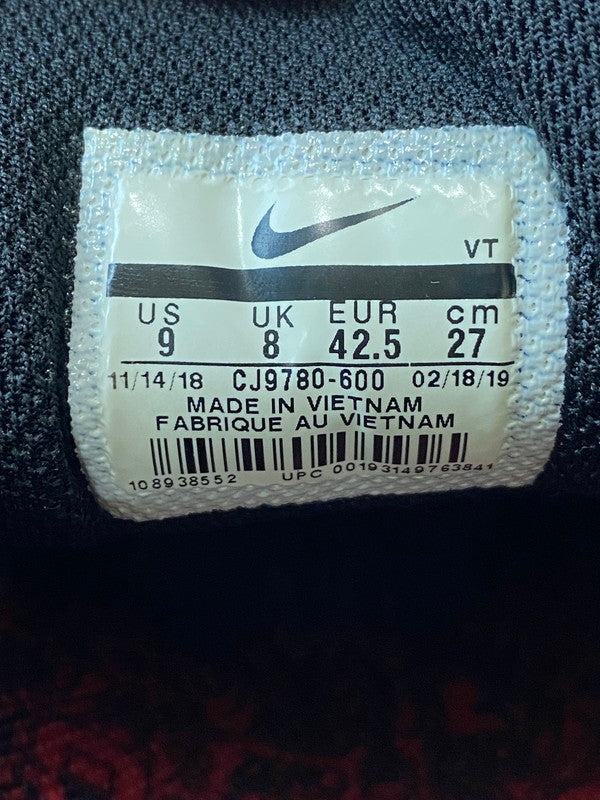 VT
US UK EUR cm
9 8 42.5 27
11/14/18 CJ9780-600 02/18/19
MADE IN VIETNAM
FABRIQUE AU VIETNAM
108938552 UPC 00193149763841